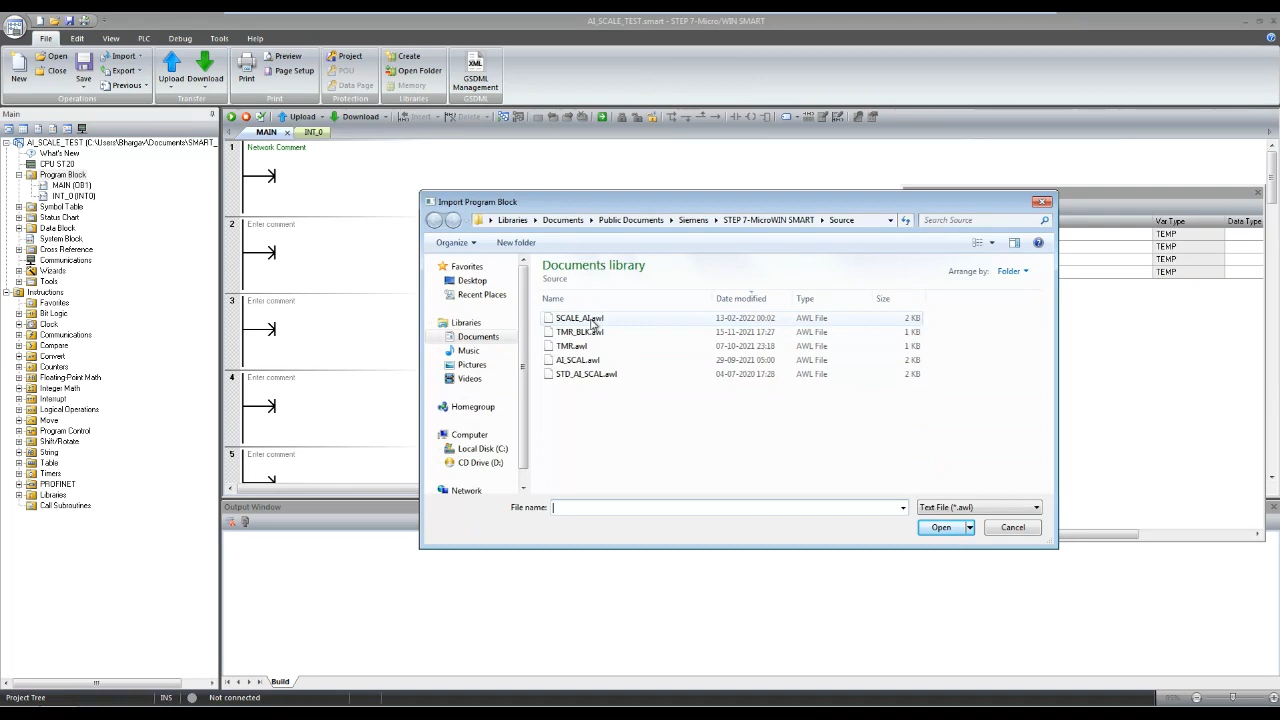 AI_SCALE_TEST.smart - STEP 7-Micro/WIN SMART
File Edit View PLC Debug Tools Help
New
Open
Close
Save
Import
Export
Previous
Operations
Upload
Download
Transfer
Print
Preview
Page Setup
Print
Project
POU
Data Page
Protection
Create
Open Folder
Memory
Libraries
XML
GSDML
Management
GSDML
Main
Upload Download Insert Delete
MAIN INT_0
AI_SCALE_TEST (C:\Users\Bhargav\Documents\SMART_
What's New
CPU ST20
Program Block
MAIN (OB1)
INT_0 (INT0)
Symbol Table
Status Chart
Data Block
System Block
Cross Reference
Communications
Wizards
Tools
Instructions
Favorites
Bit Logic
Clock
Communications
Compare
Convert
Counters
Floating-Point Math
Integer Math
Interrupt
Logical Operations
Move
Program Control
Shift/Rotate
String
Table
Timers
PROFINET
Libraries
Call Subroutines
1 Network Comment
2 Enter comment
3 Enter comment
4 Enter comment
5 Enter comment
Var Type Data Type
TEMP
TEMP
TEMP
TEMP
Import Program Block
Libraries Documents Public Documents Siemens STEP 7-MicroWIN SMART Source
Search Source
Organize New folder
Favorites
Desktop
Recent Places
Libraries
Documents
Music
Pictures
Videos
Homegroup
Computer
Local Disk (C:)
CD Drive (D:)
Network
Documents library
Source
Arrange by: Folder
Name Date modified Type Size
SCALE_AI.awl 13-02-2022 00:02 AWL File 2 KB
TMR_BLK.awl 15-11-2021 17:27 AWL File 1 KB
TMR.awl 07-10-2021 23:18 AWL File 1 KB
AI_SCAL.awl 29-09-2021 05:00 AWL File 2 KB
STD_AI_SCAL.awl 04-07-2020 17:28 AWL File 2 KB
File name: Text File (*.awl)
Open Cancel
Output Window
Build
Project Tree INS Not connected